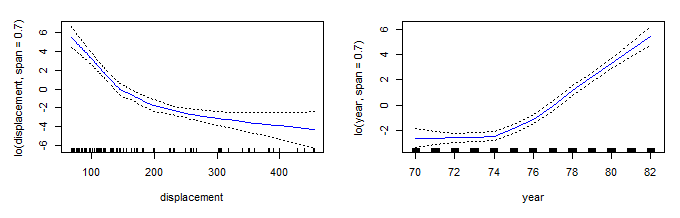 lo(displacement, span = 0.7)
6
4
2
0
-2
-4
-6
100 200 300 400
displacement
lo(year, span = 0.7)
6
4
2
0
-2
70 72 74 76 78 80 82
year